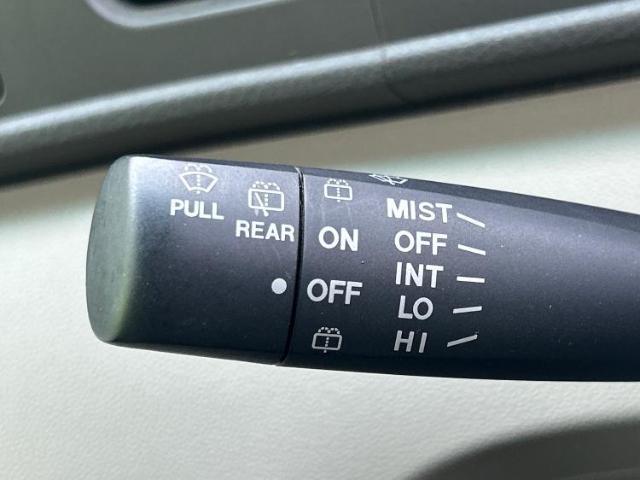 PULL
REAR
ON
OFF
MIST
OFF
INT
LO
HI